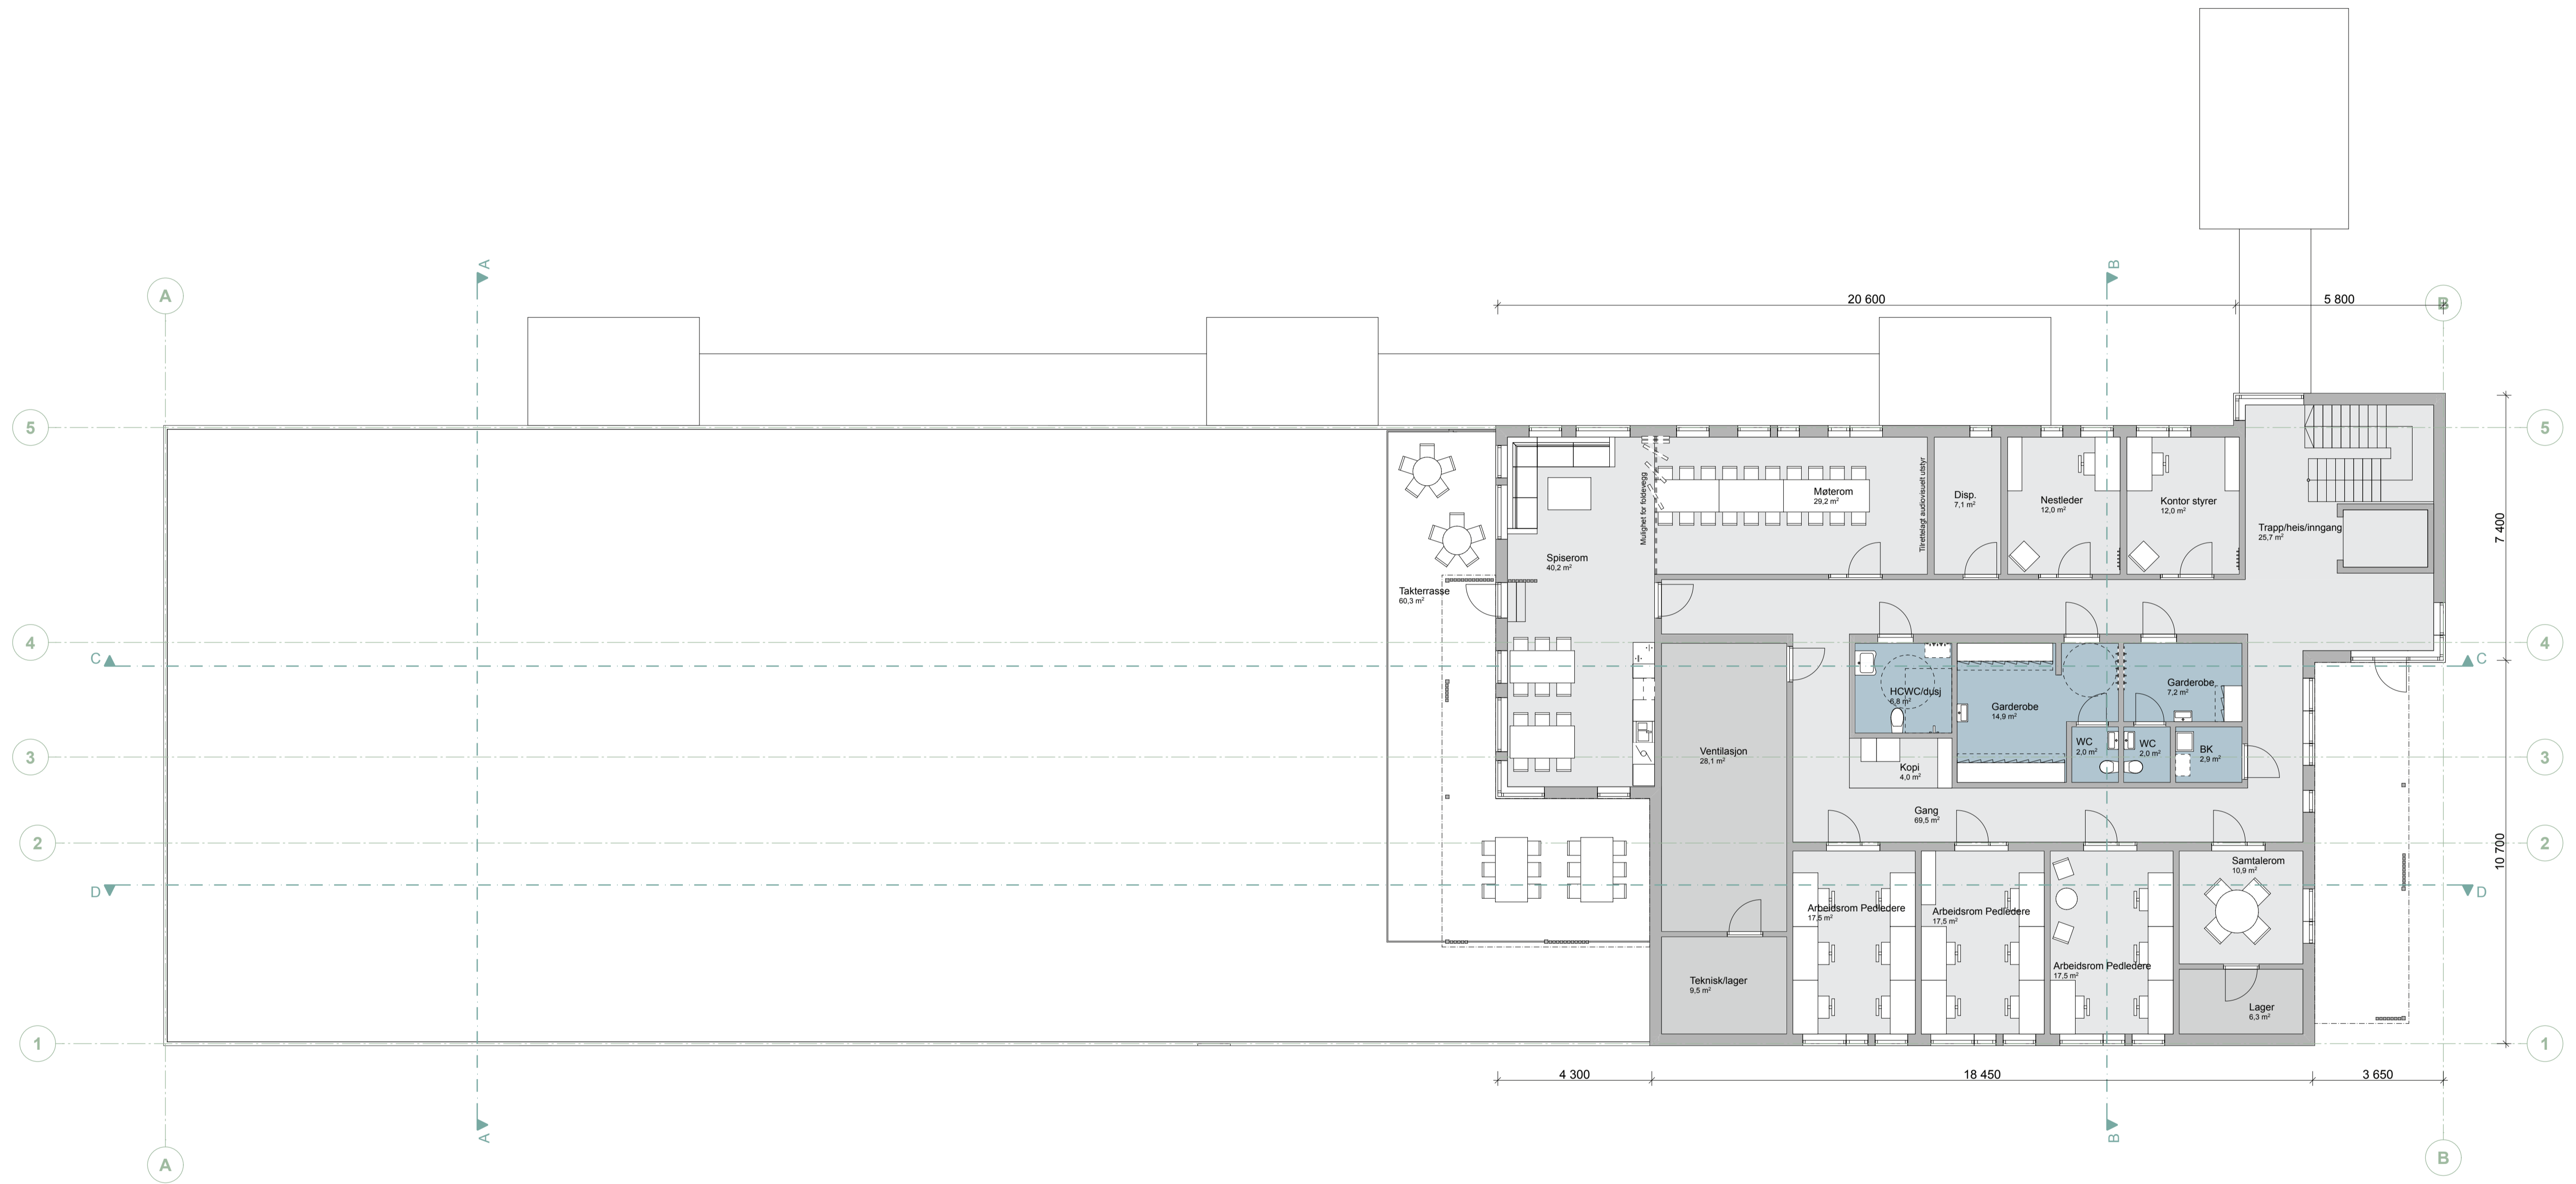 A
B
A
B
20 600
5 800
5
5
Møterom
29,2 m²
Disp.
7,1 m²
Nestleder
12,0 m²
Kontor styrer
12,0 m²
Mulighet for foldevegg
Tilrettelagt audiovisuelt utstyr
Trapp/heis/inngang
25,7 m²
7 400
Spiserom
40,2 m²
Takterrasse
60,3 m²
4
4
C
C
HCWC/dusj
6,8 m²
Garderobe
14,9 m²
Garderobe
7,2 m²
Ventilasjon
28,1 m²
WC
2,0 m²
WC
2,0 m²
BK
2,9 m²
3
3
Kopi
4,0 m²
Gang
69,5 m²
2
2
10 700
Samtalerom
10,9 m²
D
D
Arbeidsrom Pedledere
17,5 m²
Arbeidsrom Pedledere
17,5 m²
Arbeidsrom Pedledere
17,5 m²
Teknisk/lager
9,5 m²
Lager
6,3 m²
1
1
4 300
18 450
3 650
A
B
A
B